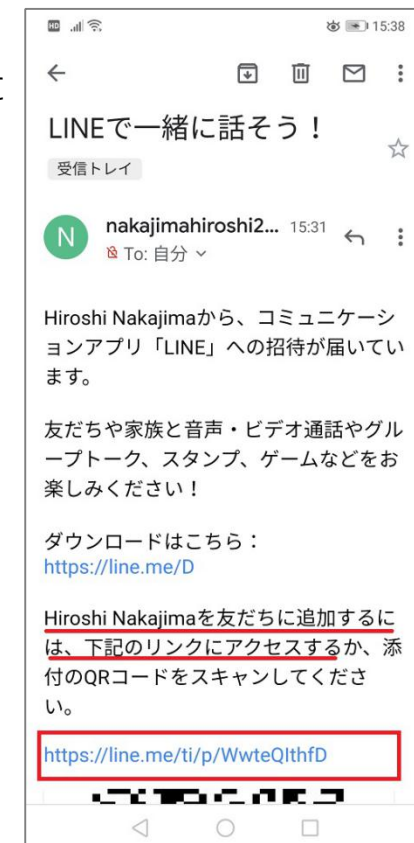 HD 15:38
LINEで一緒に話そう！
受信トレイ
N nakajimahiroshi2... 15:31
To: 自分
Hiroshi Nakajimaから、コミュニケーシ
ョンアプリ「LINE」への招待が届いてい
ます。
友だちや家族と音声・ビデオ通話やグル
ープトーク、スタンプ、ゲームなどをお
楽しみください！
ダウンロードはこちら：
https://line.me/D
Hiroshi Nakajimaを友だちに追加するに
は、下記のリンクにアクセスするか、添
付のQRコードをスキャンしてくださ
い。
https://line.me/ti/p/WwteQIthfD